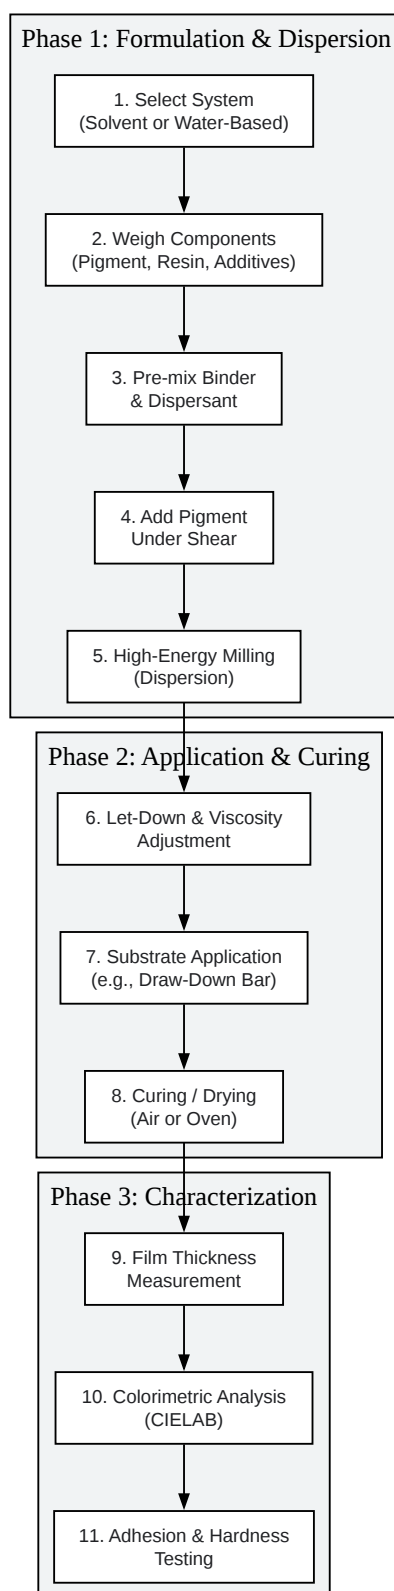 Phase 1: Formulation & Dispersion
1. Select System
(Solvent or Water-Based)
2. Weigh Components
(Pigment, Resin, Additives)
3. Pre-mix Binder
& Dispersant
4. Add Pigment
Under Shear
5. High-Energy Milling
(Dispersion)
Phase 2: Application & Curing
6. Let-Down & Viscosity
Adjustment
7. Substrate Application
(e.g., Draw-Down Bar)
8. Curing / Drying
(Air or Oven)
Phase 3: Characterization
9. Film Thickness
Measurement
10. Colorimetric Analysis
(CIELAB)
11. Adhesion & Hardness
Testing